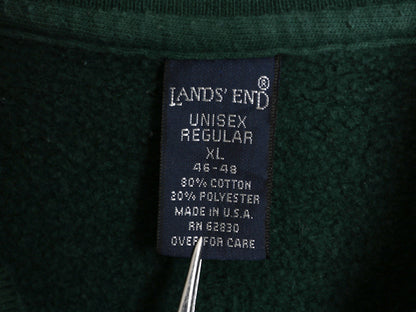 LANDS' END®
UNISEX
REGULAR
XL
46-48
80% COTTON
20% POLYESTER
MADE IN U.S.A.
RN 62830
OVER FOR CARE